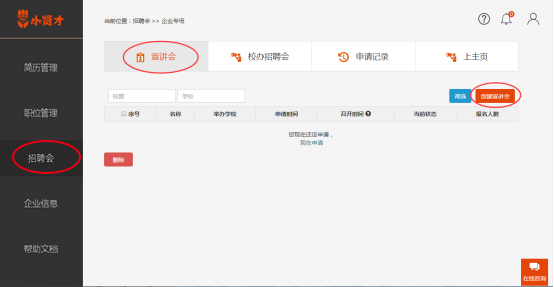 小贤才
当前位置：招聘会 >> 企业专场
简历管理
职位管理
招聘会
企业信息
帮助文档
宣讲会
校办招聘会
申请记录
上主页
标题
学校
筛选
创建宣讲会
序号 名称 举办学校 申请时间 召开时间 当前状态 报名人数
您现在还没申请，
现在申请
删除
在线咨询